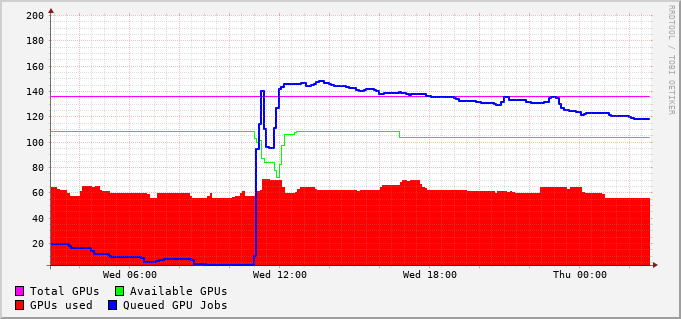 200
180
160
140
120
100
80
60
40
20
Wed 06:00 Wed 12:00 Wed 18:00 Thu 00:00
Total GPUs Available GPUs
GPUs used Queued GPU Jobs
RRDTOOL / TOBI OETIKER